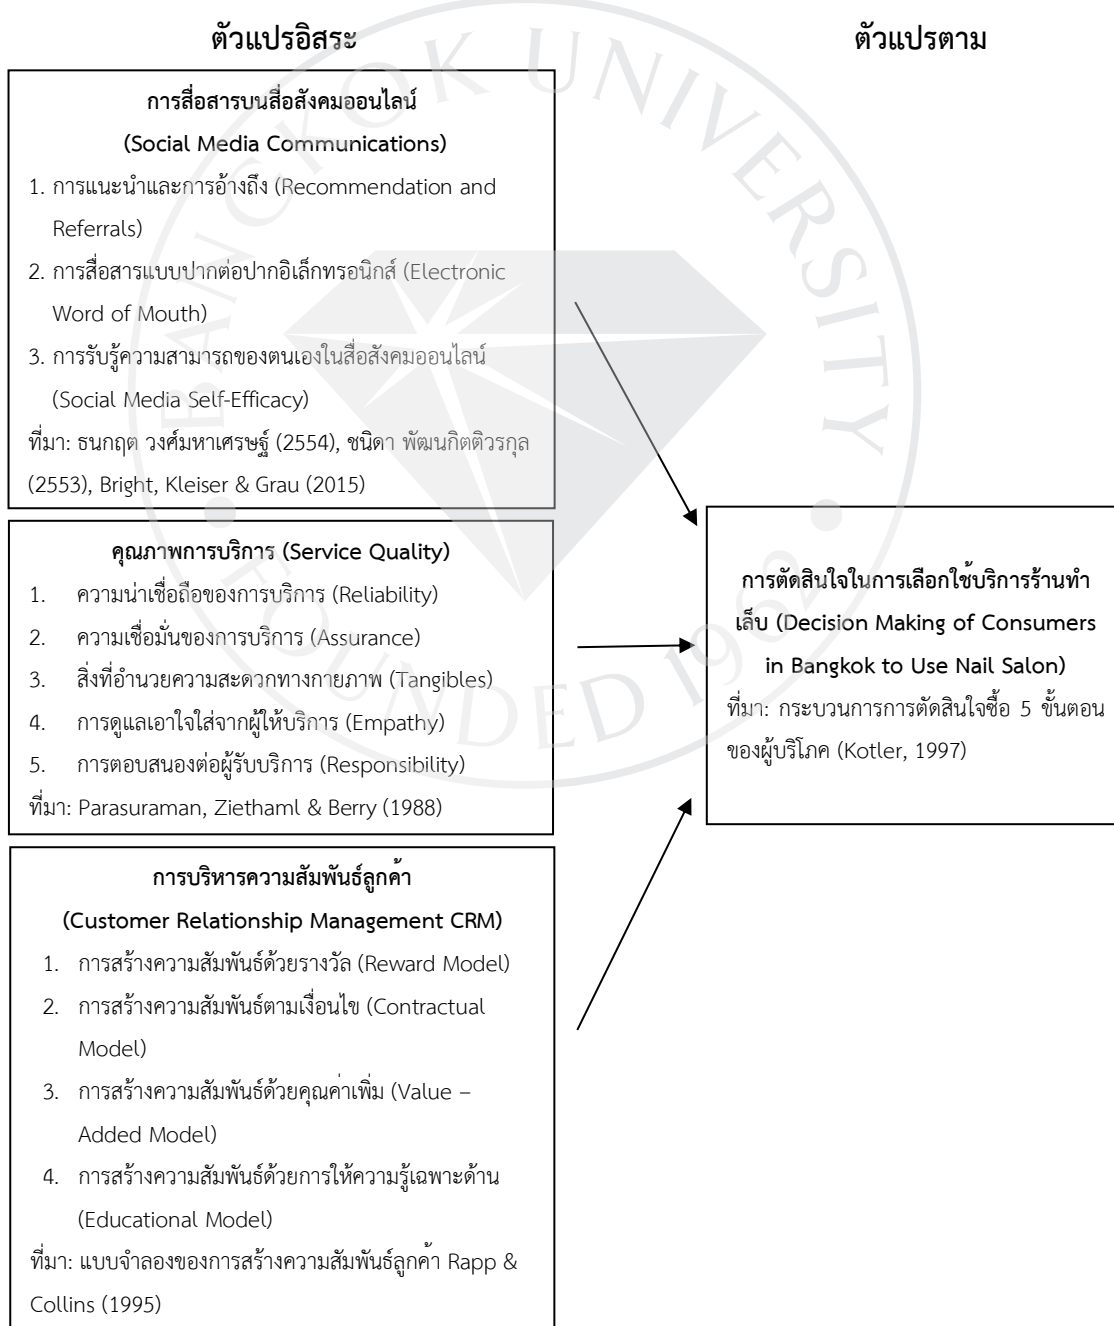 ตัวแปรอิสระ
ตัวแปรตาม
การสื่อสารบนสื่อสังคมออนไลน์
(Social Media Communications)
1. การแนะนำและการอ้างถึง (Recommendation and
Referrals)
2. การสื่อสารแบบปากต่อปากอิเล็กทรอนิกส์ (Electronic
Word of Mouth)
3. การรับรู้ความสามารถของตนเองในสื่อสังคมออนไลน์
(Social Media Self-Efficacy)
ที่มา: ธนกฤต วงศ์มหาเศรษฐ์ (2554), ชนิดา พัฒนกิตติวรกุล
(2553), Bright, Kleiser & Grau (2015)
คุณภาพการบริการ (Service Quality)
1. ความน่าเชื่อถือของการบริการ (Reliability)
2. ความเชื่อมั่นของการบริการ (Assurance)
3. สิ่งที่อำนวยความสะดวกทางกายภาพ (Tangibles)
4. การดูแลเอาใจใส่จากผู้ให้บริการ (Empathy)
5. การตอบสนองต่อผู้รับบริการ (Responsibility)
ที่มา: Parasuraman, Ziethaml & Berry (1988)
การบริหารความสัมพันธ์ลูกค้า
(Customer Relationship Management CRM)
1. การสร้างความสัมพันธ์ด้วยรางวัล (Reward Model)
2. การสร้างความสัมพันธ์ตามเงื่อนไข (Contractual
Model)
3. การสร้างความสัมพันธ์ด้วยคุณค่าเพิ่ม (Value –
Added Model)
4. การสร้างความสัมพันธ์ด้วยการให้ความรู้เฉพาะด้าน
(Educational Model)
ที่มา: แบบจำลองของการสร้างความสัมพันธ์ลูกค้า Rapp &
Collins (1995)
การตัดสินใจในการเลือกใช้บริการร้านทำ
เล็บ (Decision Making of Consumers
in Bangkok to Use Nail Salon)
ที่มา: กระบวนการการตัดสินใจซื้อ 5 ขั้นตอน
ของผู้บริโภค (Kotler, 1997)
BANGKOK UNIVERSITY
FOUNDED 1962